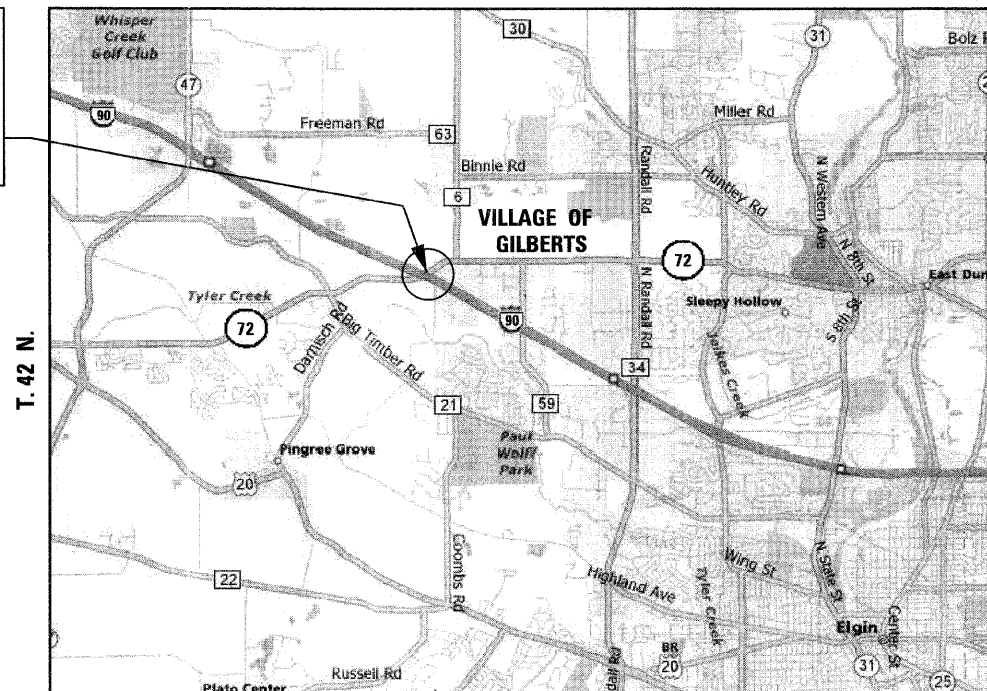 Whisper
Creek
Golf Club
30
31
Bolz
47
90
Miller Rd
Freeman Rd
63
Binnie Rd
Randall Rd
N Western Ave
Huntley Rd
6
VILLAGE OF
GILBERTS
72
N 8th St
East Dun
Tyler Creek
N Randall Rd
Sleepy Hollow
90
72
S 8th St
Damisch Rd
Big Timber Rd
Jelkes Creek
34
T. 42 N.
21
59
Paul
Wolff
Park
Pingree Grove
20
Coombs Rd
22
Wing St
N State St
Highland Ave
Tyler Creek
Elgin
Center St
BR
20
31
Russell Rd
dall Rd
25
Plato Center